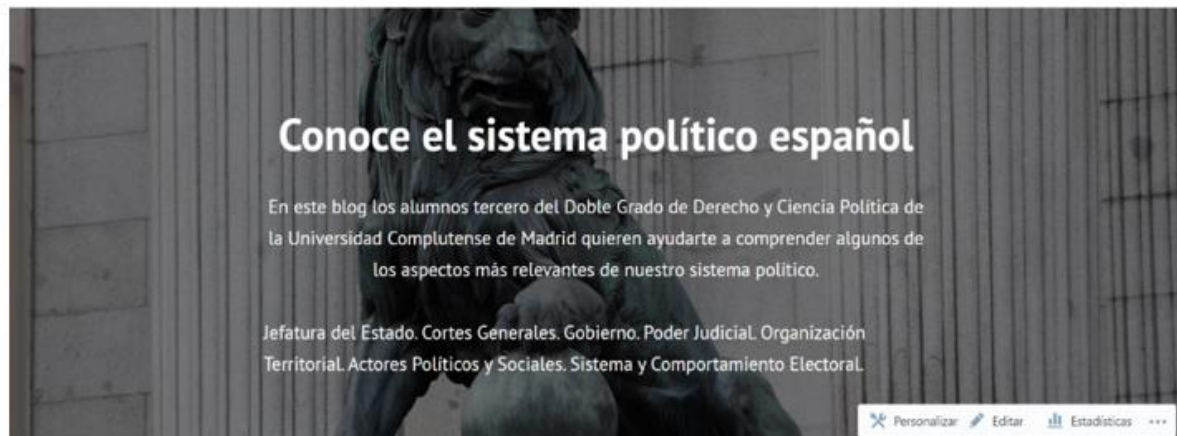 Conoce el sistema político español
En este blog los alumnos tercero del Doble Grado de Derecho y Ciencia Política de
la Universidad Complutense de Madrid quieren ayudarte a comprender algunos de
los aspectos más relevantes de nuestro sistema político.
Jefatura del Estado. Cortes Generales. Gobierno. Poder Judicial. Organización
Territorial. Actores Políticos y Sociales. Sistema y Comportamiento Electoral.
Personalizar Editar Estadísticas ···